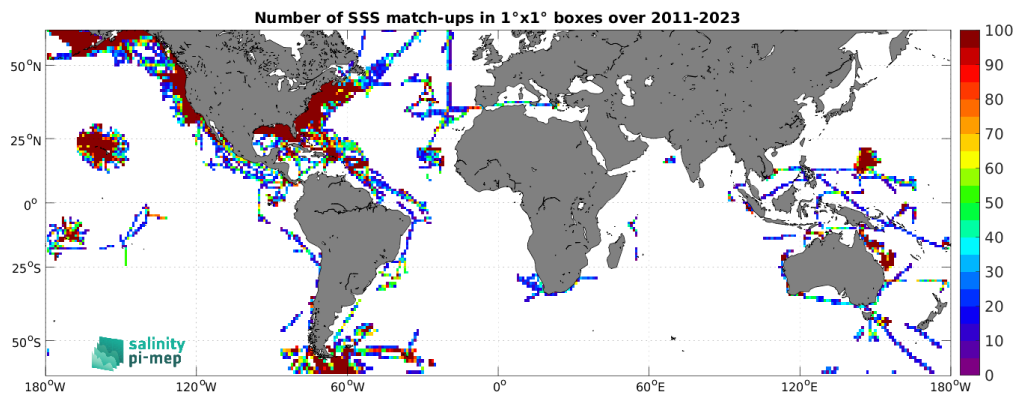 Number of SSS match-ups in 1°x1° boxes over 2011-2023
50°N
25°N
0°
25°S
50°S
180°W
120°W
60°W
0°
60°E
120°E
180°W
100
90
80
70
60
50
40
30
20
10
0
salinity
pi-mep